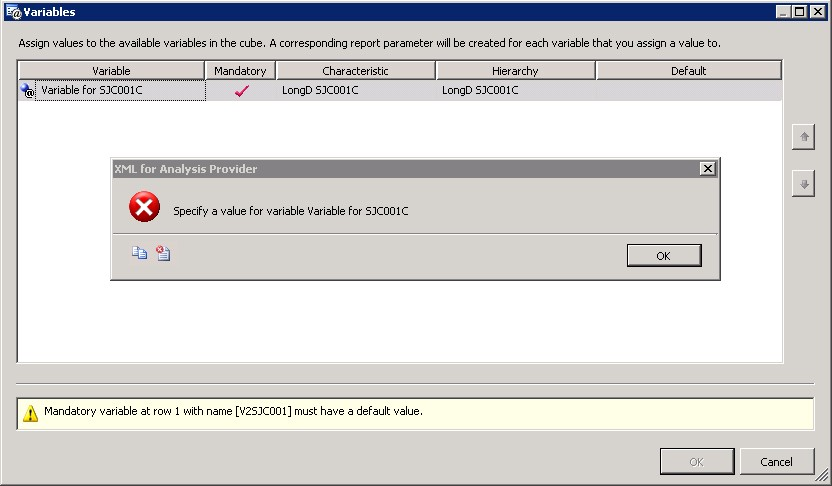 Variables
Assign values to the available variables in the cube. A corresponding report parameter will be created for each variable that you assign a value to.
Variable Mandatory Characteristic Hierarchy Default
Variable for SJC001C LongD SJC001C LongD SJC001C
XML for Analysis Provider
Specify a value for variable Variable for SJC001C
OK
Mandatory variable at row 1 with name [V2SJC001] must have a default value.
OK Cancel